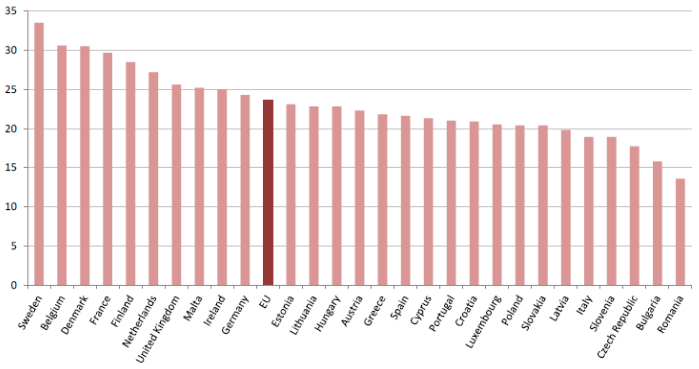 35
30
25
20
15
10
5
0
Sweden
Belgium
Denmark
France
Finland
Netherlands
United Kingdom
Malta
Ireland
Germany
EU
Estonia
Lithuania
Hungary
Austria
Greece
Spain
Cyprus
Portugal
Croatia
Luxembourg
Poland
Slovakia
Latvia
Italy
Slovenia
Czech Republic
Bulgaria
Romania